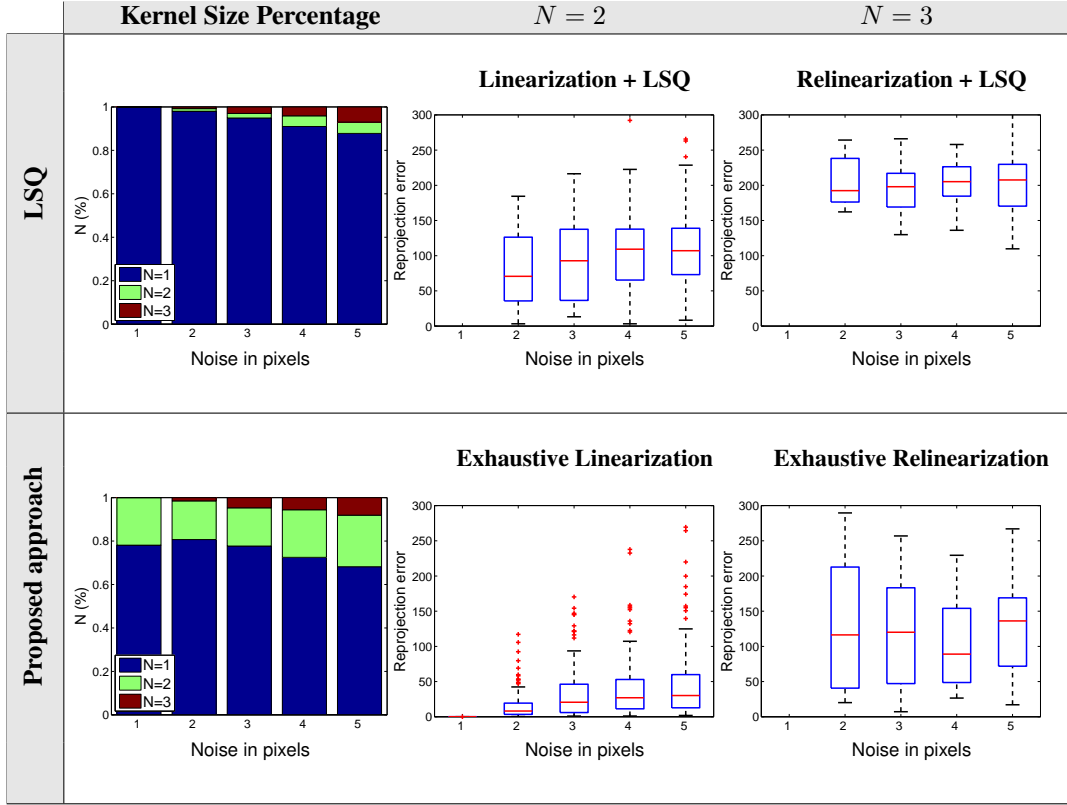 Kernel Size Percentage
N = 2
N = 3
LSQ
1
0.8
0.6
0.4
0.2
0
N (%)
N=1
N=2
N=3
1 2 3 4 5
Noise in pixels
Linearization + LSQ
300
250
200
150
100
50
0
Reprojection error
1 2 3 4 5
Noise in pixels
Relinearization + LSQ
300
250
200
150
100
50
0
Reprojection error
1 2 3 4 5
Noise in pixels
Proposed approach
1
0.8
0.6
0.4
0.2
0
N (%)
N=1
N=2
N=3
1 2 3 4 5
Noise in pixels
Exhaustive Linearization
300
250
200
150
100
50
0
Reprojection error
1 2 3 4 5
Noise in pixels
Exhaustive Relinearization
300
250
200
150
100
50
0
Reprojection error
1 2 3 4 5
Noise in pixels